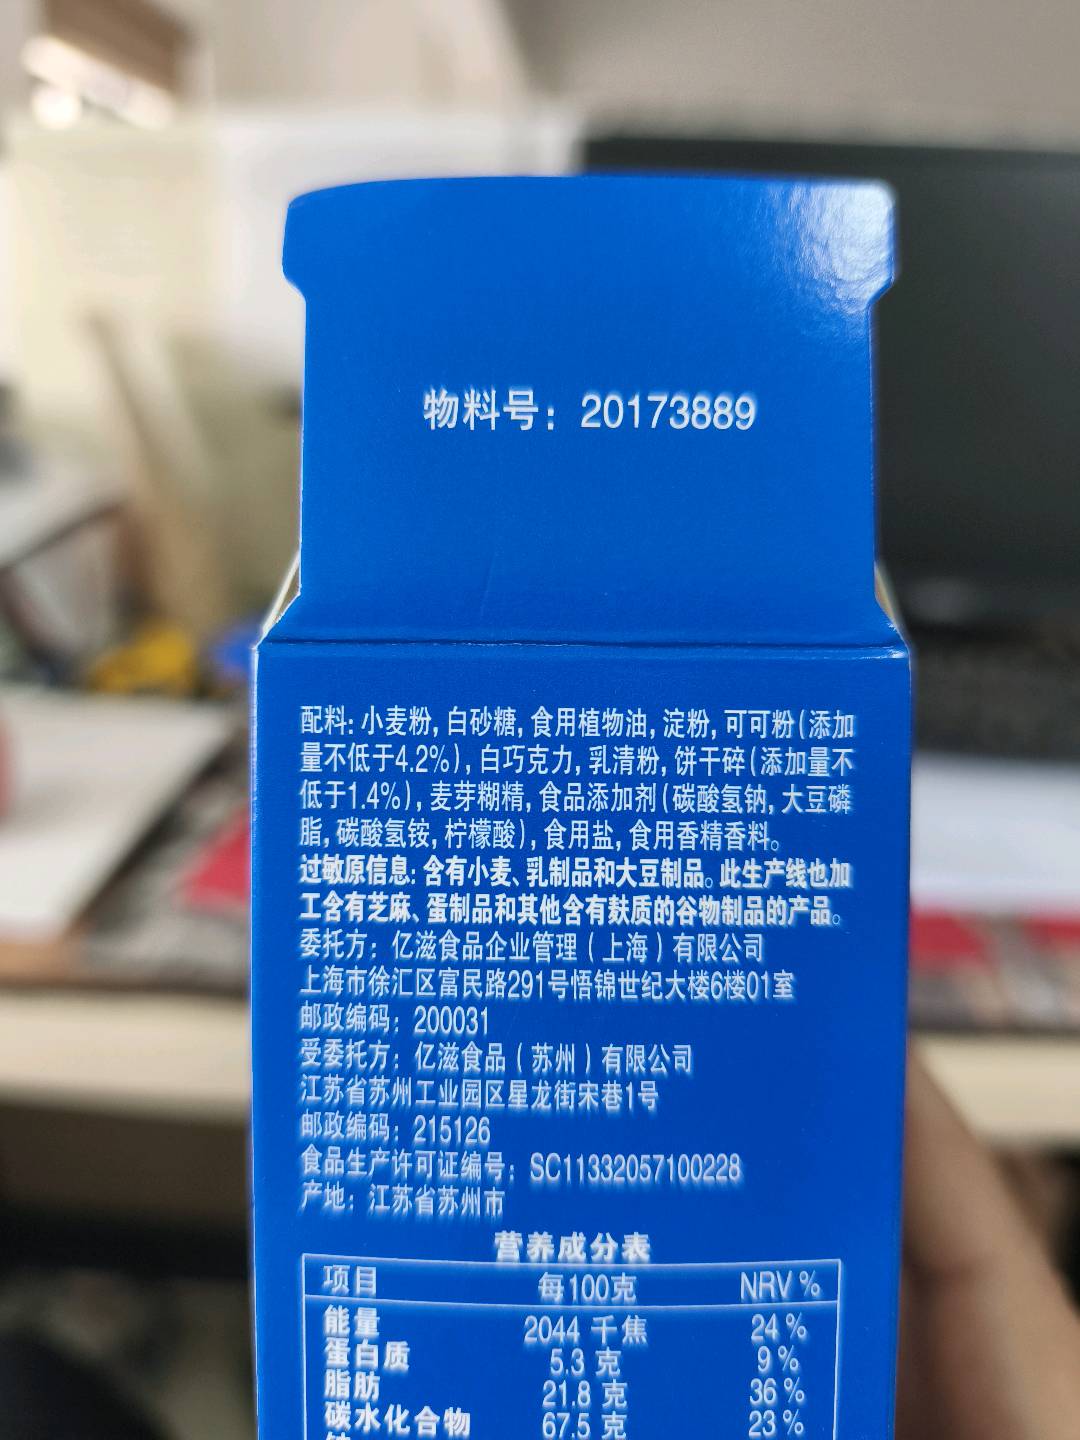 物料号：20173889
配料: 小麦粉, 白砂糖, 食用植物油, 淀粉, 可可粉(添加
量不低于4.2%), 白巧克力, 乳清粉, 饼干碎(添加量不
低于1.4%), 麦芽糊精, 食品添加剂(碳酸氢钠, 大豆磷
脂, 碳酸氢铵, 柠檬酸), 食用盐, 食用香精香料。
过敏原信息: 含有小麦、乳制品和大豆制品。此生产线也加
工含有芝麻、蛋制品和其他含有麸质的谷物制品的产品。
委托方：亿滋食品企业管理（上海）有限公司
上海市徐汇区富民路291号悟锦世纪大楼6楼01室
邮政编码：200031
受委托方：亿滋食品（苏州）有限公司
江苏省苏州工业园区星龙街宋巷1号
邮政编码：215126
食品生产许可证编号：SC11332057100228
产地：江苏省苏州市
营养成分表
项目 每100克 NRV %
能量 2044 千焦 24 %
蛋白质 5.3 克 9 %
脂肪 21.8 克 36 %
碳水化合物 67.5 克 23 %